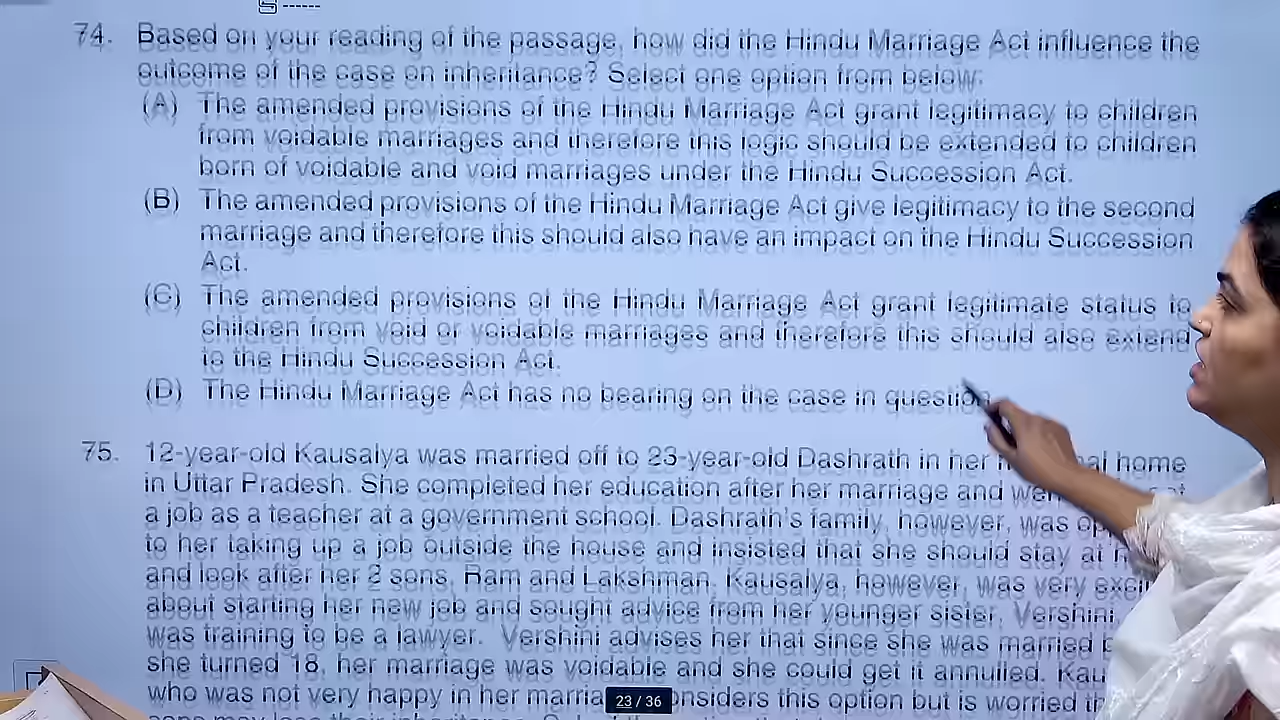 74. Based on your reading of the passage, how did the Hindu Marriage Act influence the
outcome of the case on inheritance? Select one option from below:
(A) The amended provisions of the Hindu Marriage Act grant legitimacy to children
from voidable marriages and therefore this logic should be extended to children
born of voidable and void marriages under the Hindu Succession Act.
(B) The amended provisions of the Hindu Marriage Act give legitimacy to the second
marriage and therefore this should also have an impact on the Hindu Succession
Act.
(C) The amended provisions of the Hindu Marriage Act grant legitimate status to
children from void or voidable marriages and therefore this should also extend
to the Hindu Succession Act.
(D) The Hindu Marriage Act has no bearing on the case in question
75. 12-year-old Kausalya was married off to 23-year-old Dashrath in her home
in Uttar Pradesh. She completed her education after her marriage and
a job as a teacher at a government school. Dashrath's family, however, was
to her taking up a job outside the house and insisted that she should stay at
and look after her 2 sons, Ram and Lakshman. Kausalya, however, was very
about starting her new job and sought advice from her younger sister, Vershini
was training to be a lawyer. Vershini advises her that since she was married
she turned 18, her marriage was voidable and she could get it annulled.
who was not very happy in her considers this option but is worried
23 / 36